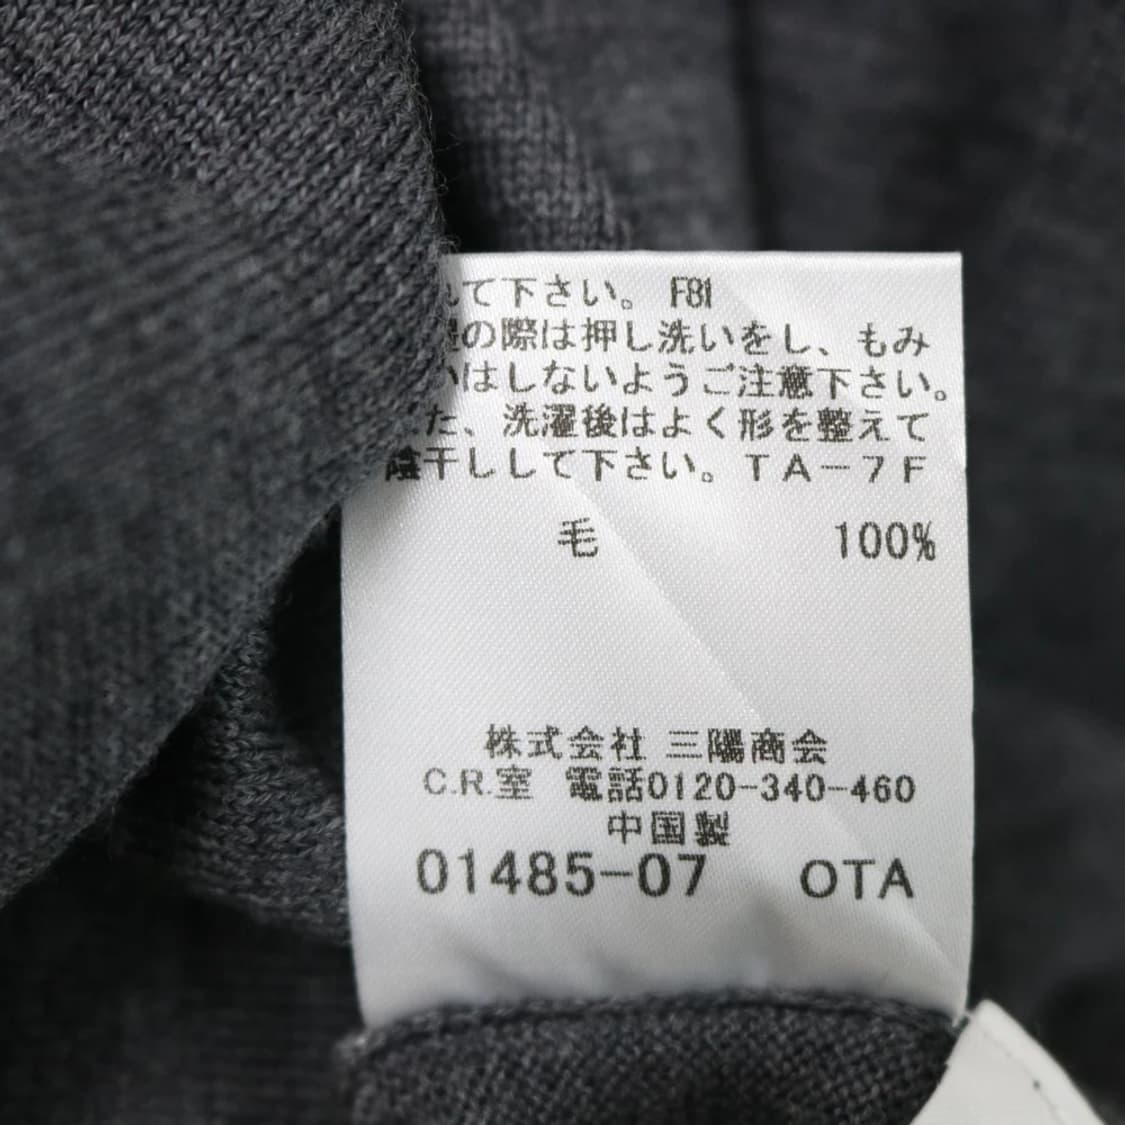 て下さい。 F81
の際は押し洗いをし、もみ
はしないようご注意下さい。
た、洗濯後はよく形を整えて
陰干しして下さい。TA-7F
毛 100%
株式会社 三陽商会
C.R.室 電話0120-340-460
中国製
01485-07 OTA